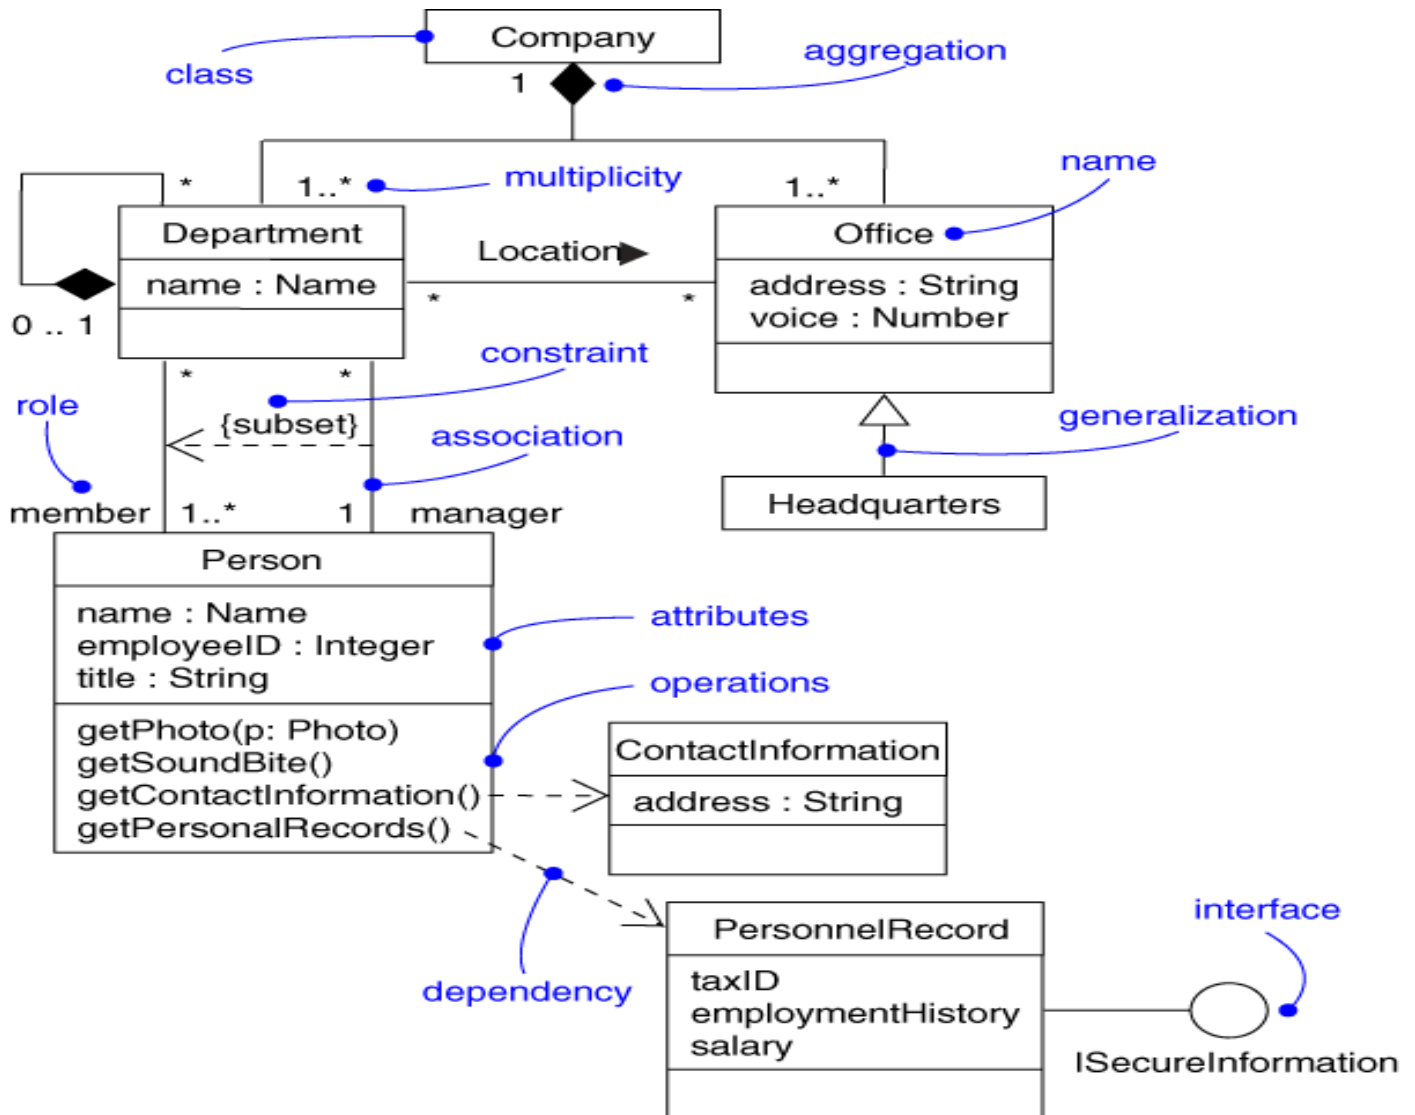 Company
class
aggregation
1
name
* 1..* multiplicity 1..*
Department
Location
Office
name : Name
address : String
voice : Number
* *
0 .. 1
constraint
* *
role
{subset}
association
generalization
member 1..* 1 manager
Headquarters
Person
name : Name
employeeID : Integer
title : String
attributes
operations
getPhoto(p: Photo)
getSoundBite()
getContactInformation()
getPersonalRecords()
ContactInformation
address : String
interface
PersonnelRecord
dependency
taxID
employmentHistory
salary
ISecureInformation